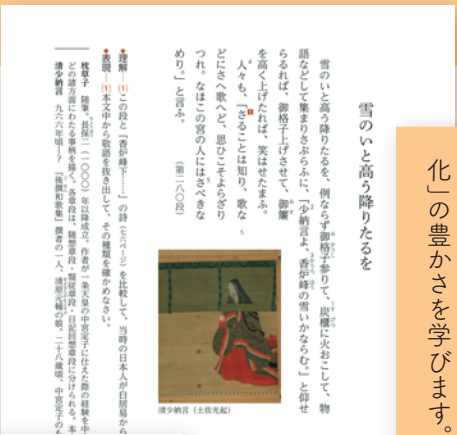 雪のいと高う降りたるを
雪のいと高う降りたるを、例ならず御格子参りて、炭櫃に火おこして、物
語などして集まりさぶらふに、「少納言よ、香炉峰の雪いかならむ。」と仰せ
らるれば、御格子上げさせて、御簾
を高く上げたれば、笑はせたまふ。
人々も、「さることは知り、歌な
どにさへ歌へど、思ひこそよらざり
つれ。なほこの宮の人にはさべきな
めり。」と言ふ。
(第二八〇段)
5
清少納言(土佐光起)
理解―(1)この段と「香炉峰下……」の詩(七六ページ)を比較して、当時の日本人が白居易から
表現―(1)本文中から敬語を抜き出して、その種類を確かめなさい。
枕草子 随筆。長保二(一〇〇〇)年以降成立。作者が一条天皇の中宮定子に仕えた際の経験を中
どの諸方面にわたる事柄を描く。各章段は、随想章段・類従章段・日記回想章段に分けられる。本
清少納言 九六六年頃―?『後撰和歌集』撰者の一人、清原元輔の娘。二十八歳頃、中宮定子のも
化」の豊かさを学びます。